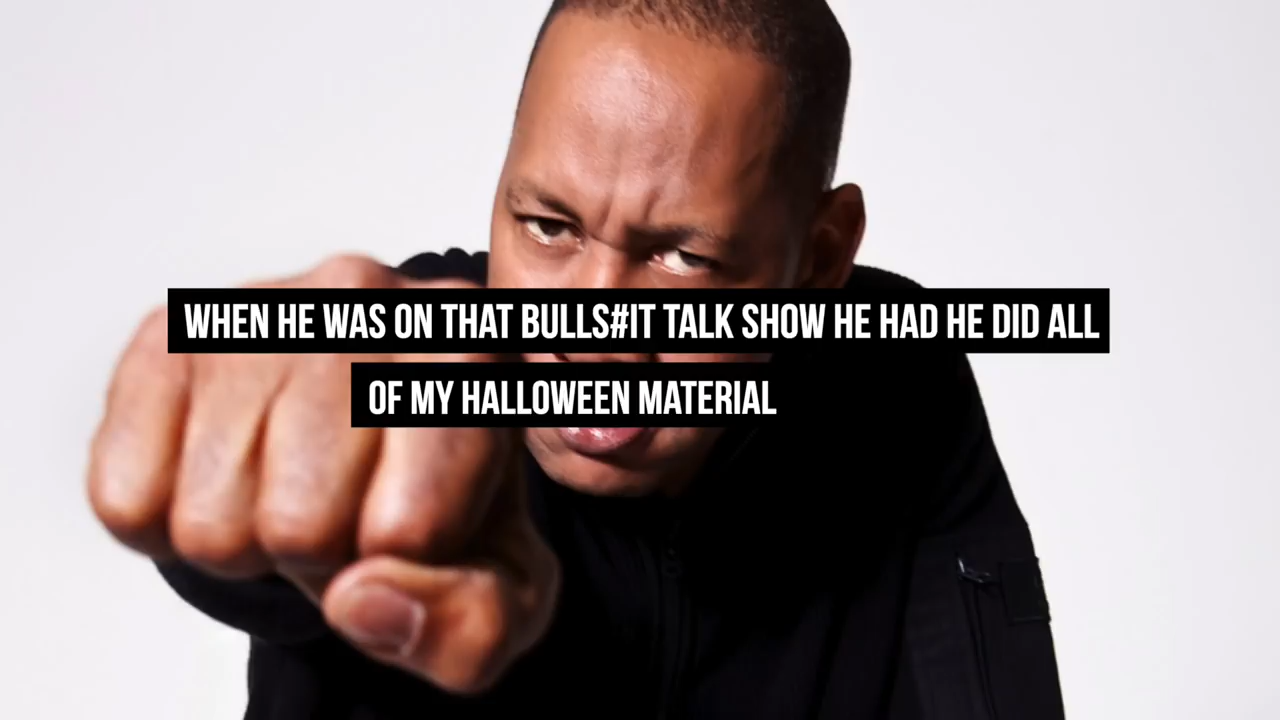 WHEN HE WAS ON THAT BULLS#IT TALK SHOW HE HAD HE DID ALL
OF MY HALLOWEEN MATERIAL